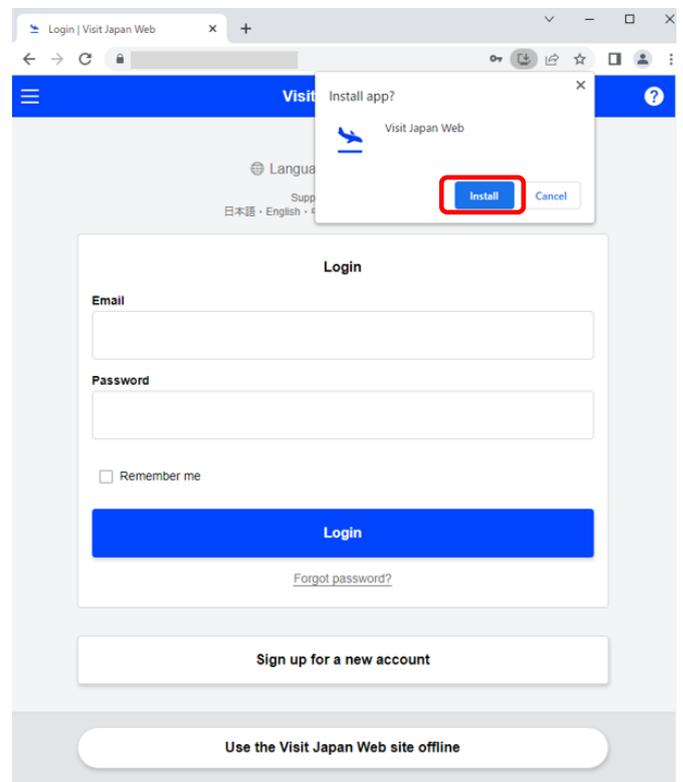 Login | Visit Japan Web
Visit
Install app?
Visit Japan Web
Install
Cancel
Langua
Supp
日本語・English・
Login
Email
Password
Remember me
Login
Forgot password?
Sign up for a new account
Use the Visit Japan Web site offline